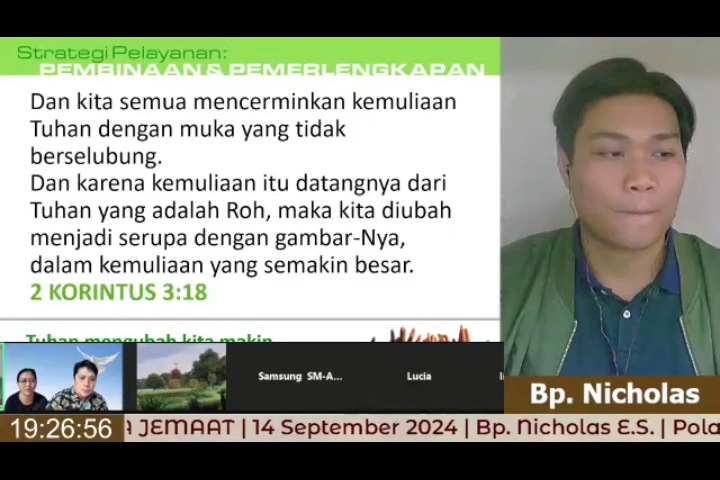 Strategi Pelayanan:
PEMBINAAN & PEMERLENGKAPAN
Dan kita semua mencerminkan kemuliaan
Tuhan dengan muka yang tidak
berselubung.
Dan karena kemuliaan itu datangnya dari
Tuhan yang adalah Roh, maka kita diubah
menjadi serupa dengan gambar-Nya,
dalam kemuliaan yang semakin besar.
2 KORINTUS 3:18
Tuhan mengubah kita makin
Samsung SM-A...
Lucia
Bp. Nicholas
19:26:56
JEMAAT | 14 September 2024 | Bp. Nicholas E.S. | Pola